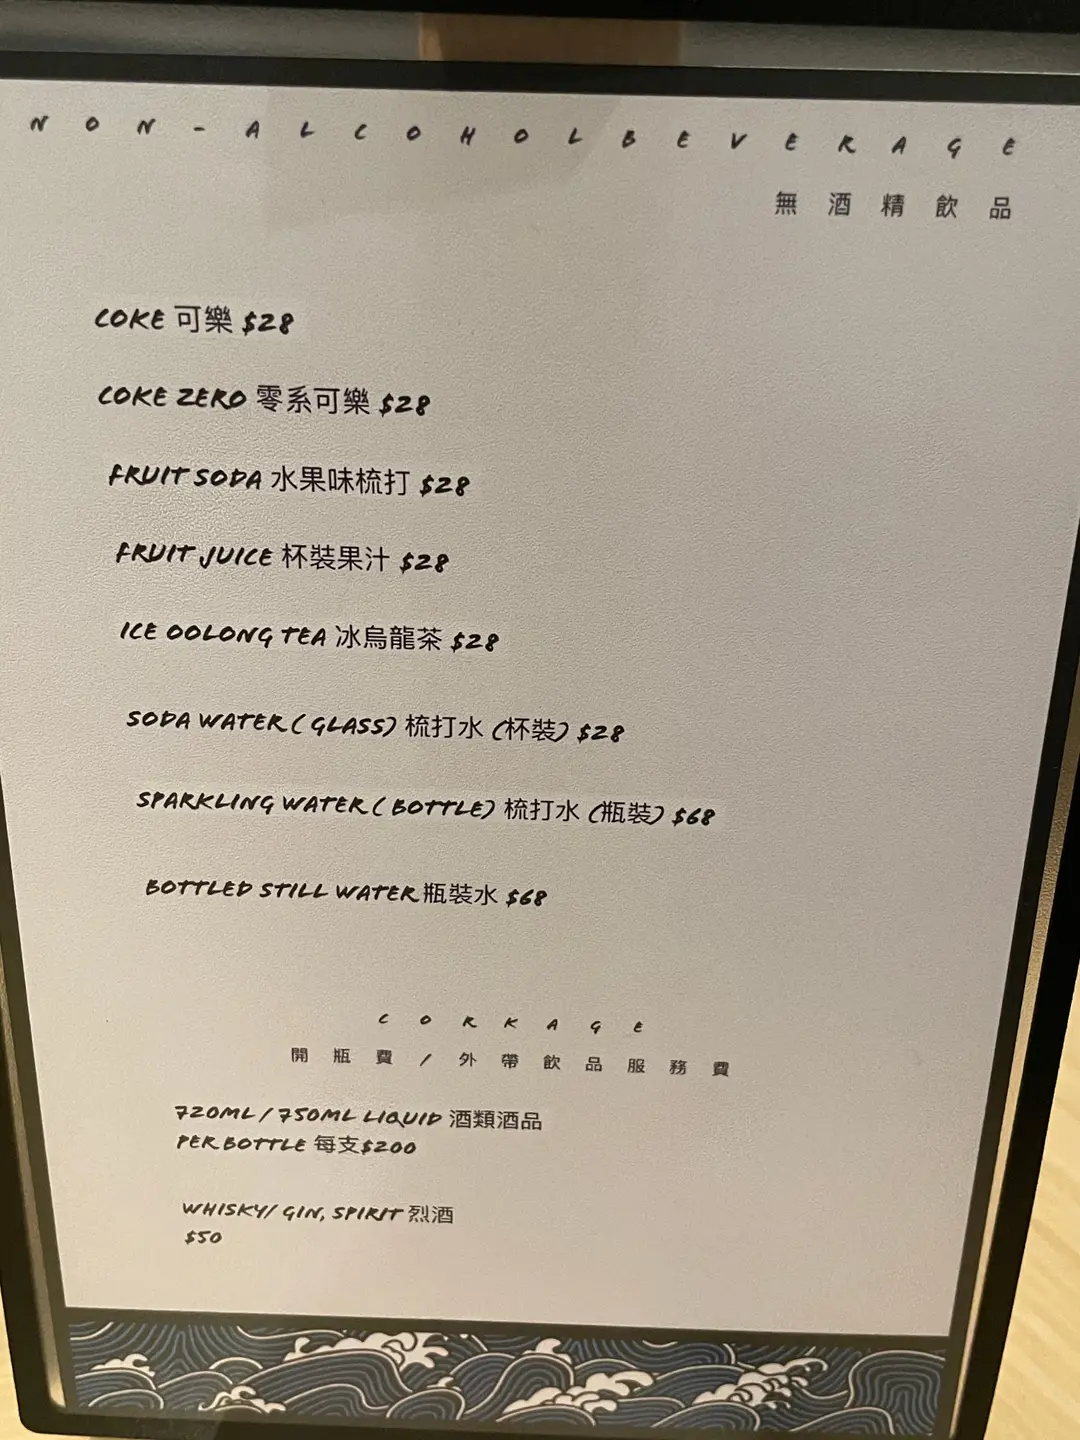 NON-ALCOHOL BEVERAGE
無酒精飲品
COKE 可樂 $28
COKE ZERO 零系可樂 $28
FRUIT SODA 水果味梳打 $28
FRUIT JUICE 杯裝果汁 $28
ICE OOLONG TEA 冰烏龍茶 $28
SODA WATER ( GLASS) 梳打水 (杯裝) $28
SPARKLING WATER ( BOTTLE) 梳打水 (瓶裝) $68
BOTTLED STILL WATER 瓶裝水 $68
CORKAGE
開瓶費/外帶飲品服務費
720ML / 750ML LIQUID 酒類酒品
PER BOTTLE 每支$200
WHISKY/ GIN, SPIRIT 烈酒
$50